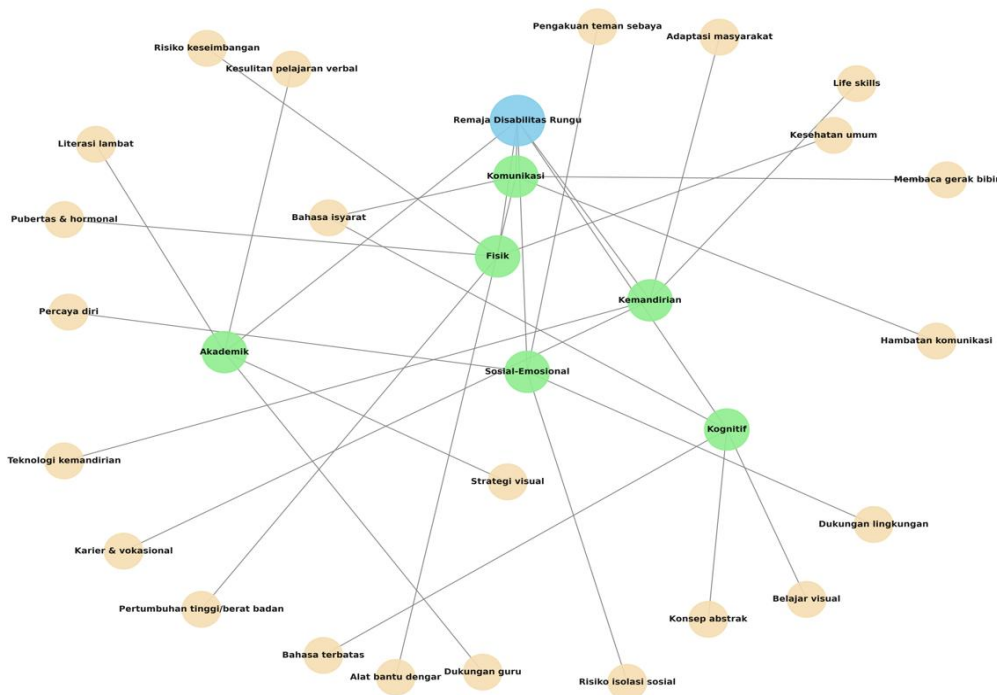 Pengakuan teman sebaya
Adaptasi masyarakat
Risiko keseimbangan
Kesulitan pelajaran verbal
Life skills
Remaja Disabilitas Rungu
Kesehatan umum
Literasi lambat
Komunikasi
Membaca gerak bibir
Pubertas & hormonal
Bahasa isyarat
Fisik
Kemandirian
Percaya diri
Hambatan komunikasi
Akademik
Sosial-Emosional
Kognitif
Teknologi kemandirian
Strategi visual
Dukungan lingkungan
Karier & vokasional
Belajar visual
Pertumbuhan tinggi/berat badan
Konsep abstrak
Bahasa terbatas
Alat bantu dengar
Dukungan guru
Risiko isolasi sosial